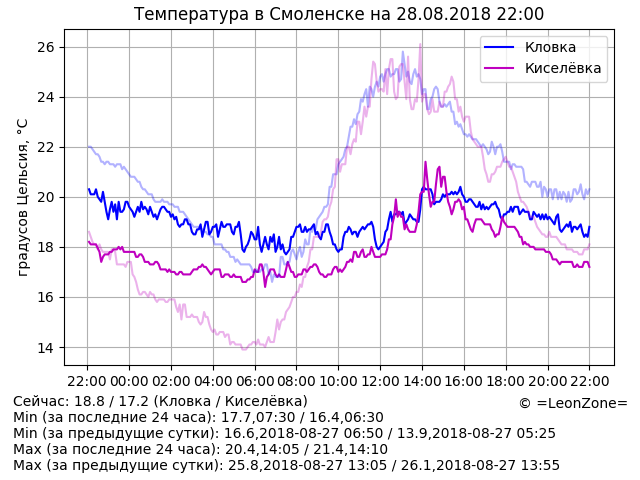 Температура в Смоленске на 28.08.2018 22:00
градусов Цельсия, °C
26
24
22
20
18
16
14
Кловка
Киселёвка
22:00 00:00 02:00 04:00 06:00 08:00 10:00 12:00 14:00 16:00 18:00 20:00 22:00
Сейчас: 18.8 / 17.2 (Кловка / Киселёвка)
© =LeonZone=
Min (за последние 24 часа): 17.7,07:30 / 16.4,06:30
Min (за предыдущие сутки): 16.6,2018-08-27 06:50 / 13.9,2018-08-27 05:25
Max (за последние 24 часа): 20.4,14:05 / 21.4,14:10
Max (за предыдущие сутки): 25.8,2018-08-27 13:05 / 26.1,2018-08-27 13:55